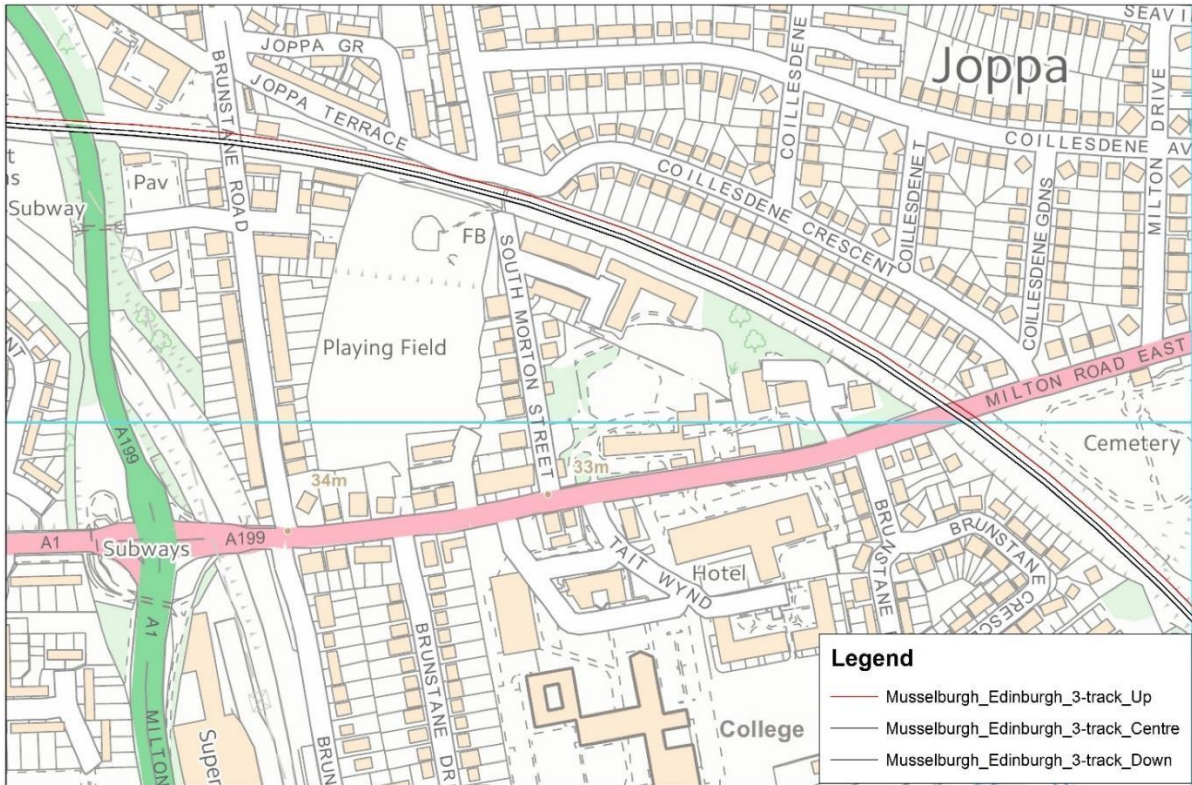 SEAVI
JOPPA GR
Joppa
BRUNSTANE ROAD
JOPPA TERRACE
COILLESDENE
MILTON DRIVE
COILLESDENE AV
COILLESDENE T
COILLESDENE CRESCENT
COILLESDENE GDNS
Pav
Subway
FB
SOUTH MORTON STREET
Playing Field
MILTON ROAD EAST
Cemetery
A199
34m
33m
A1
Subways
A199
TAIT WYND
Hotel
BRUNSTANE
BRUNSTANE CRESC
A1
BRUNSTANE DR
MILTON
Super
BRUN
College
Legend
Musselburgh_Edinburgh_3-track_Up
Musselburgh_Edinburgh_3-track_Centre
Musselburgh_Edinburgh_3-track_Down